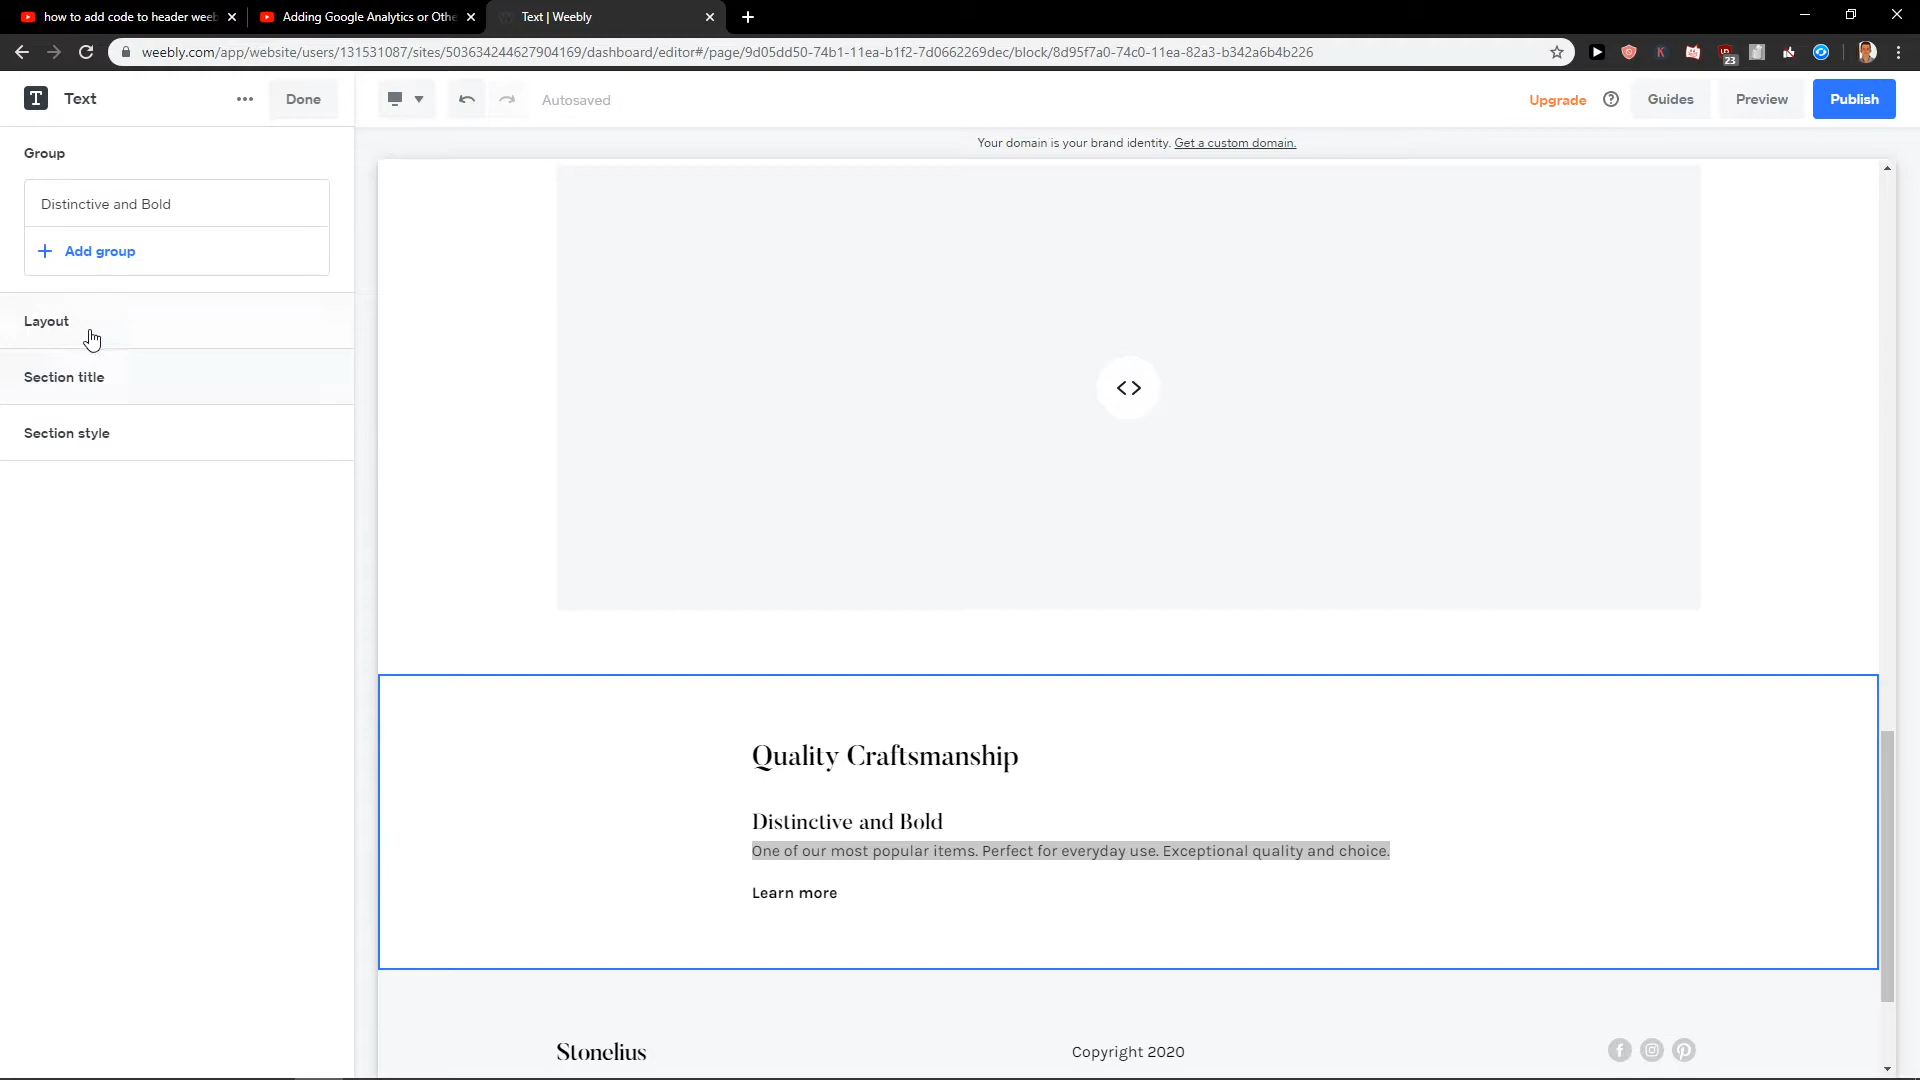 how to add code to header weeb
Adding Google Analytics or Othe
Text | Weebly
weebly.com/app/website/users/131531087/sites/503634244627904169/dashboard/editor#/page/9d05dd50-74b1-11ea-b1f2-7d0662269dec/block/8d95f7a0-74c0-11ea-82a3-b342a6b4b226
23
T Text
Done
Autosaved
Upgrade
Guides
Preview
Publish
Your domain is your brand identity. Get a custom domain.
Group
Distinctive and Bold
+ Add group
Layout
Section title
Section style
<>
Quality Craftsmanship
Distinctive and Bold
One of our most popular items. Perfect for everyday use. Exceptional quality and choice.
Learn more
Stonelius
Copyright 2020